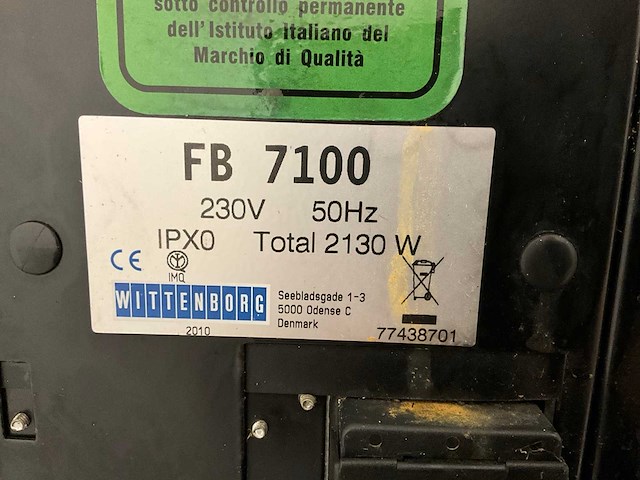 sotto controllo permanente
dell'Istituto Italiano del
Marchio di Qualità
FB 7100
230V 50Hz
IPX0 Total 2130 W
CE
IMQ
WITTENBORG
Seebladsgade 1-3
5000 Odense C
Denmark
2010
77438701